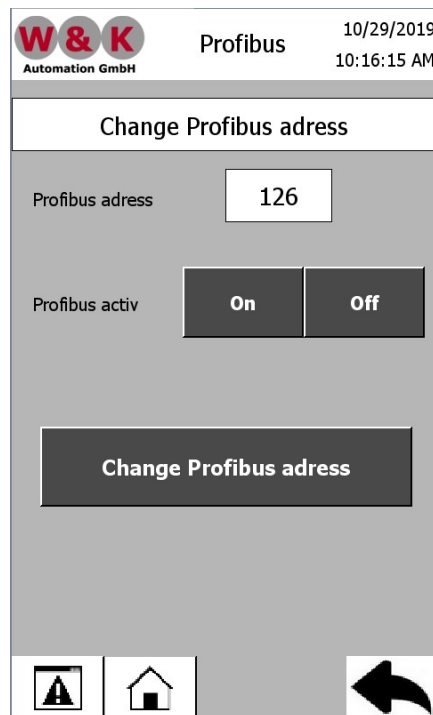 W & K
Automation GmbH
Profibus
10/29/2019
10:16:15 AM
Change Profibus adress
Profibus adress
126
Profibus activ
On
Off
Change Profibus adress